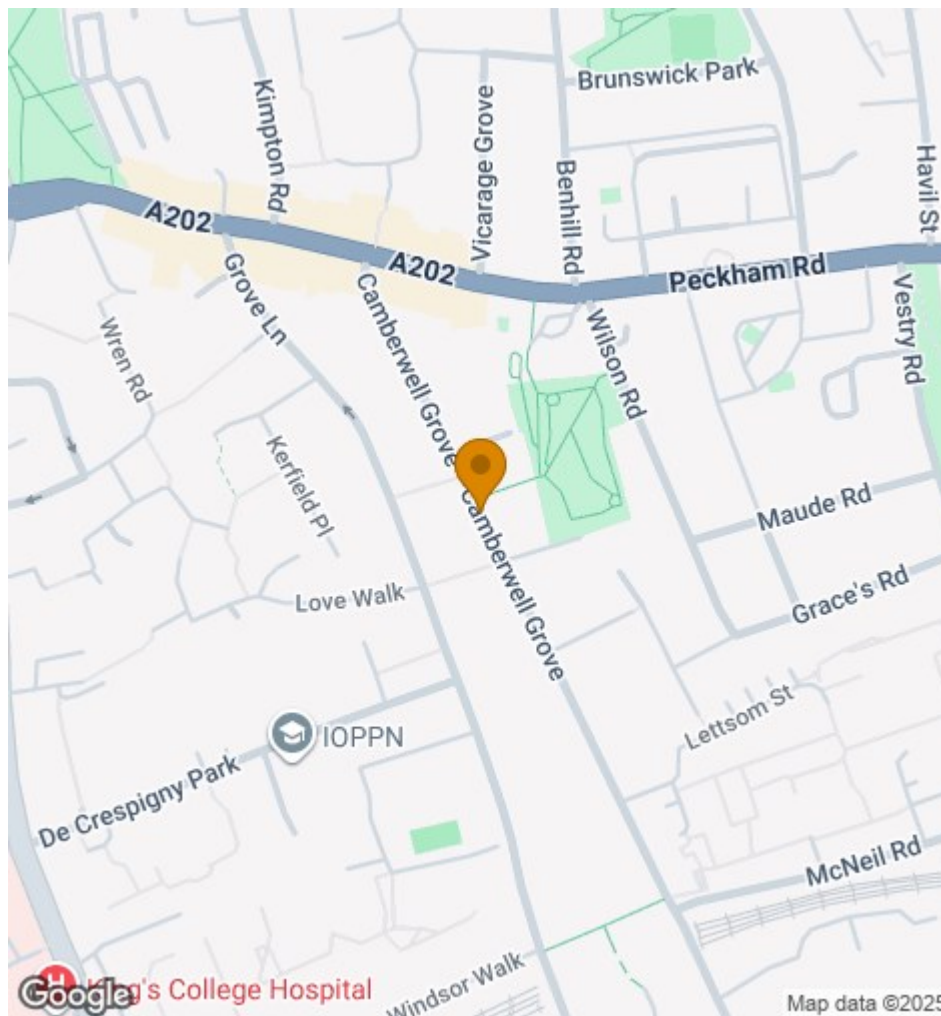 Brunswick Park
Kimpton Rd
Vicarage Grove
Benhill Rd
Havil St
A202
A202
Peckham Rd
Grove Ln
Camberwell Grove
Wilson Rd
Vestry Rd
Wren Rd
Kerfield Pl
Camberwell Grove
Maude Rd
Love Walk
Grace's Rd
Lettsom St
IOPPN
De Crespigny Park
McNeil Rd
Windsor Walk
H
King's College Hospital
Google
Map data ©2025